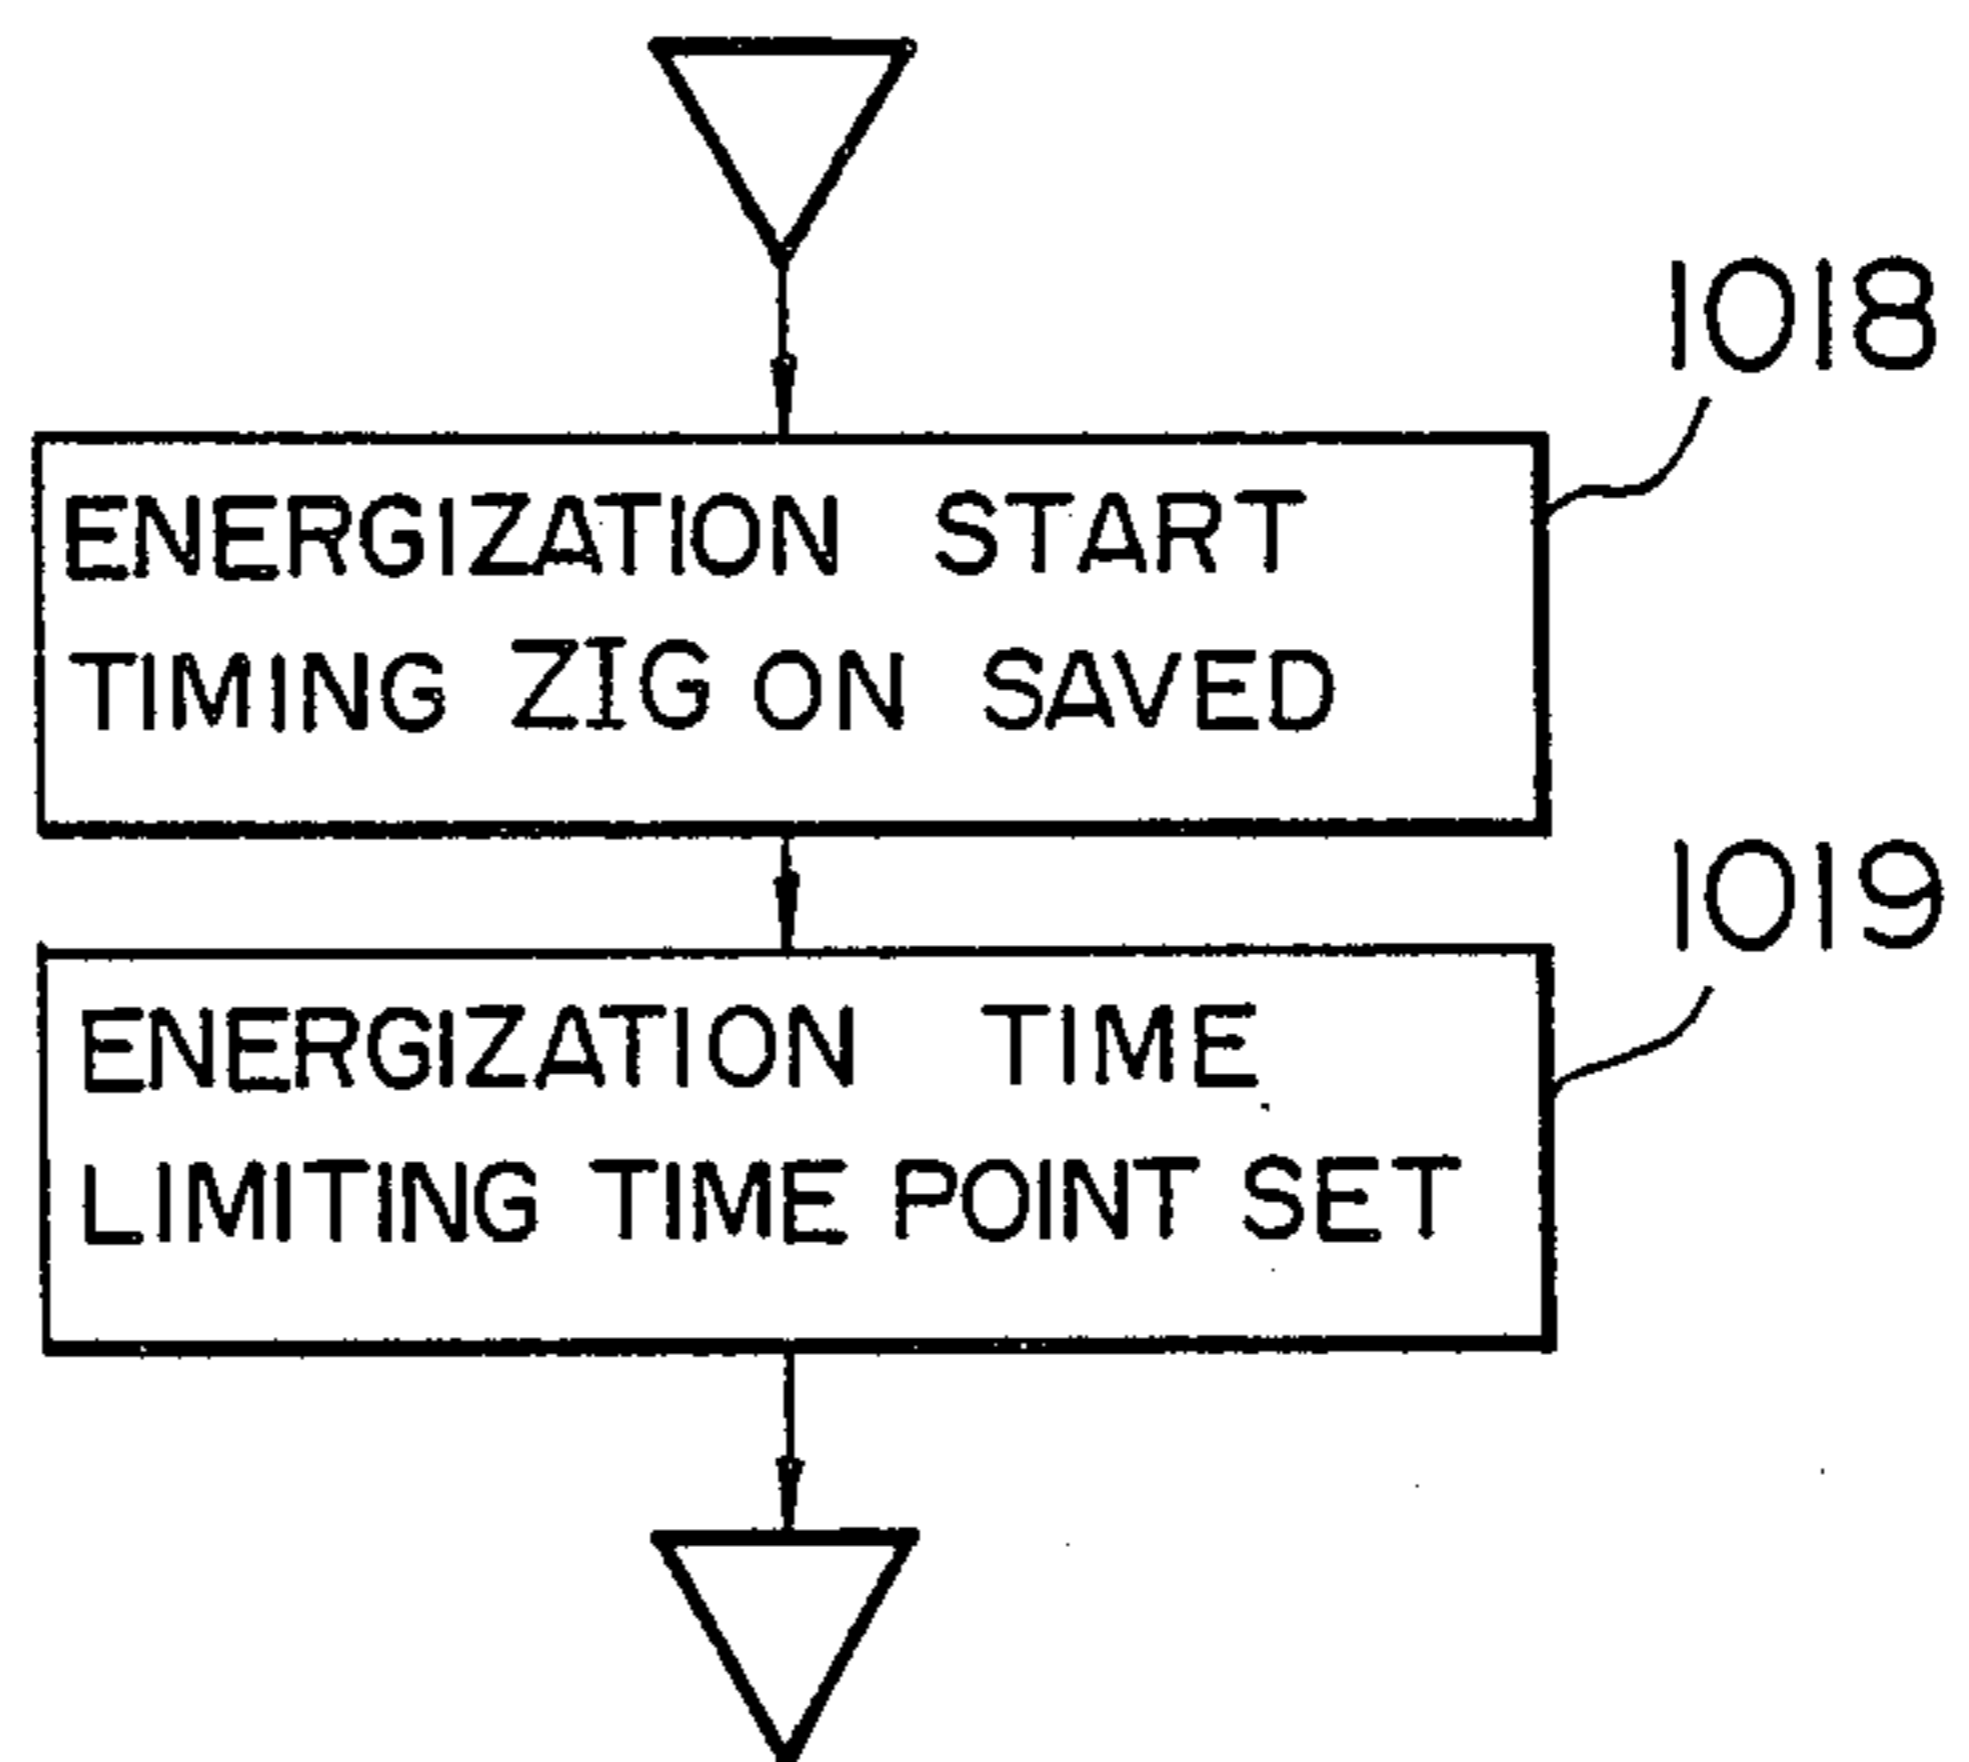 1018
ENERGIZATION START
TIMING ZIG ON SAVED
1019
ENERGIZATION TIME
LIMITING TIME POINT SET